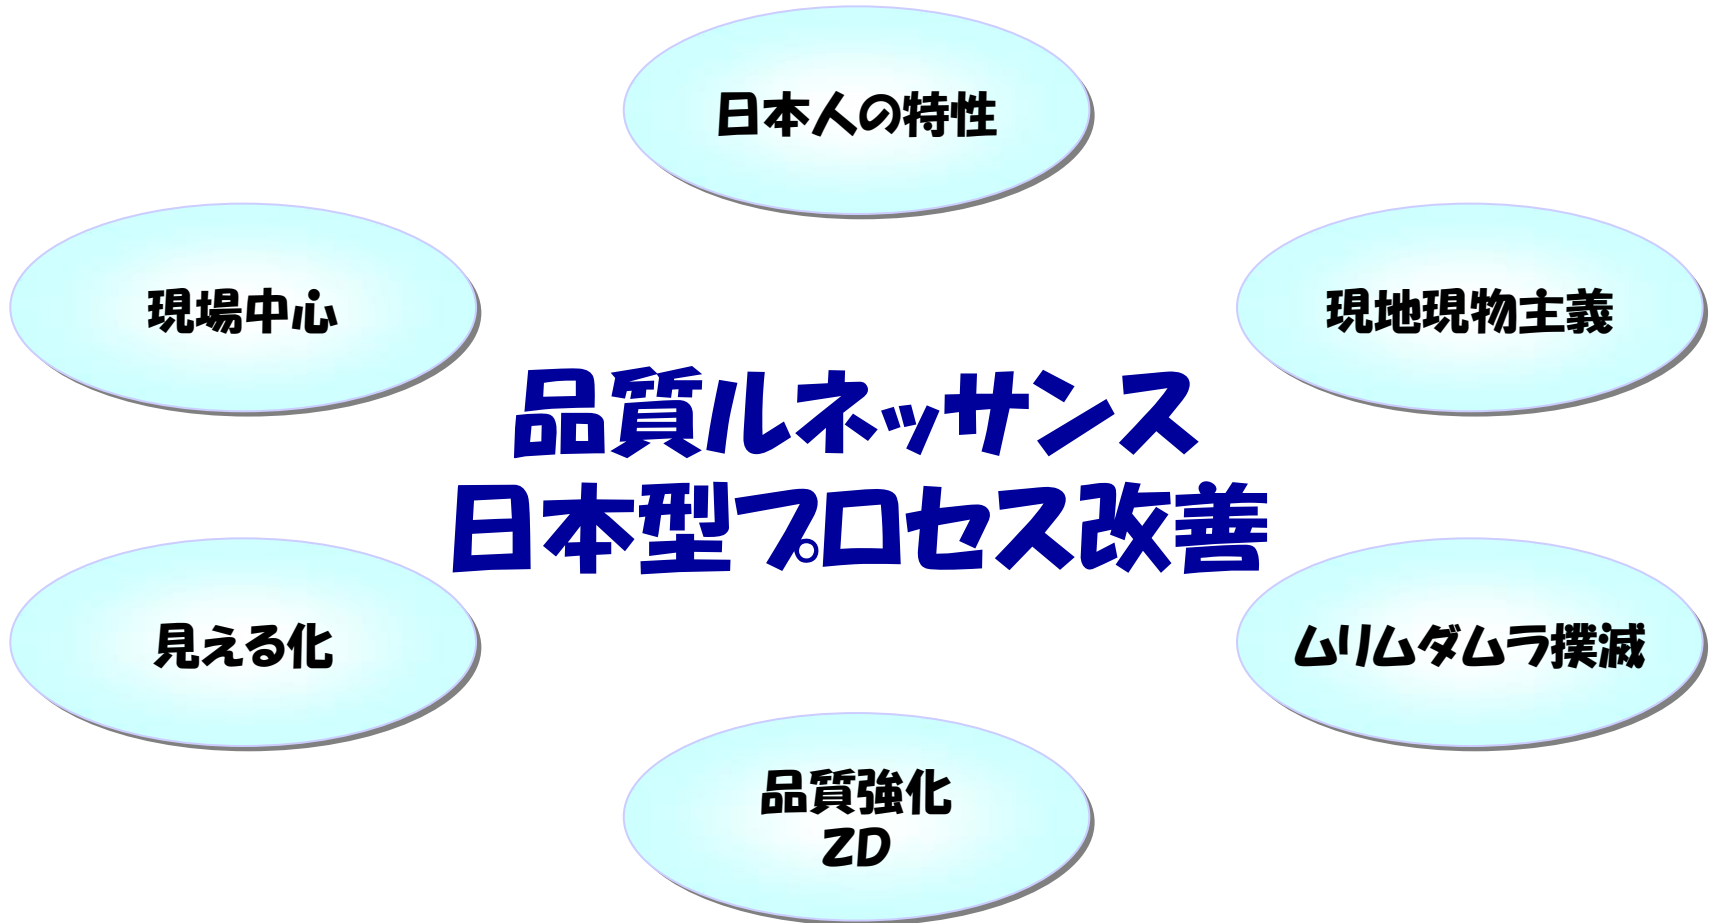 日本人の特性
現場中心
現地現物主義
品質ルネッサンス
日本型プロセス改善
見える化
ムリムダムラ撲滅
品質強化
ZD